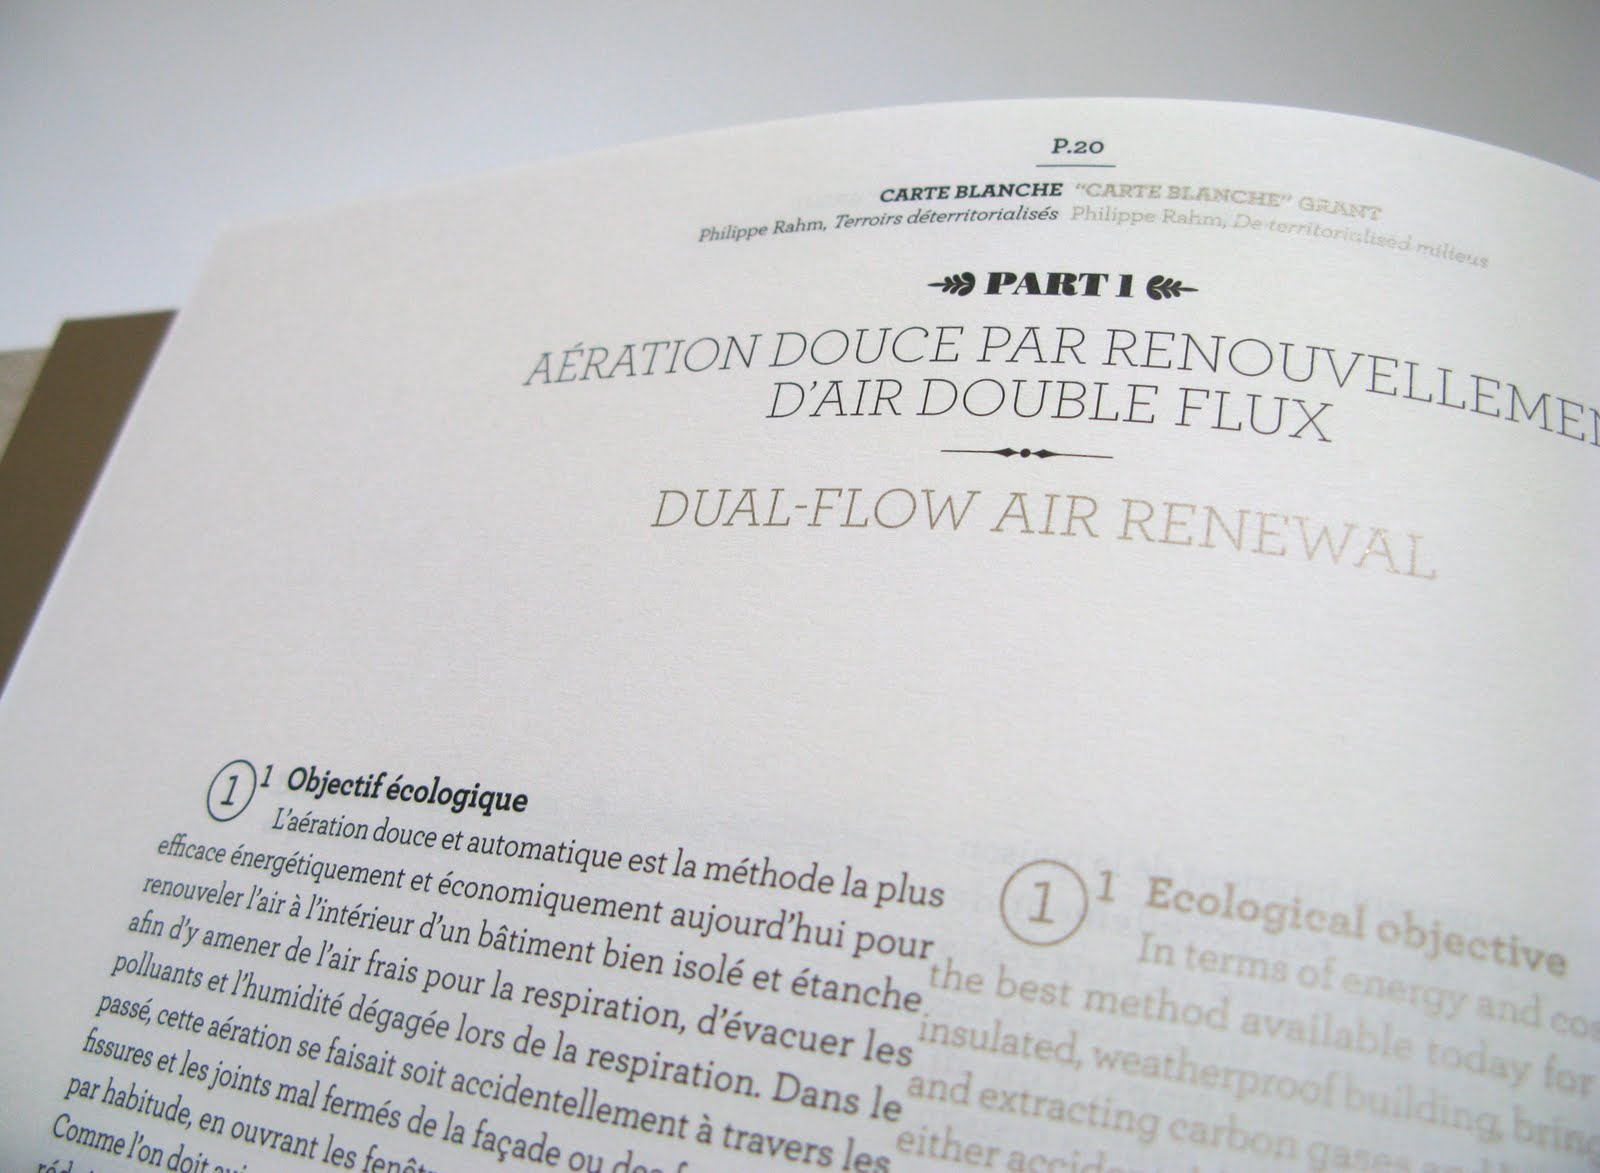 P.20
CARTE BLANCHE "CARTE BLANCHE" GRANT
Philippe Rahm, Terroirs déterritorialisés Philippe Rahm, De-territorialised milieus
PART 1
AÉRATION DOUCE PAR RENOUVELLEMEN
D'AIR DOUBLE FLUX
DUAL-FLOW AIR RENEWAL
1 1 Objectif écologique
L'aération douce et automatique est la méthode la plus
efficace énergétiquement et économiquement aujourd'hui pour
renouveler l'air à l'intérieur d'un bâtiment bien isolé et étanche
afin d'y amener de l'air frais pour la respiration, d'évacuer les
polluants et l'humidité dégagée lors de la respiration. Dans le
passé, cette aération se faisait soit accidentellement à travers les
fissures et les joints mal fermés de la façade ou des
par habitude, en ouvrant les
Comme l'on doit
1 1 Ecological objective
In terms of energy and
the best method available today for
insulated, weatherproof building,
and extracting carbon
either